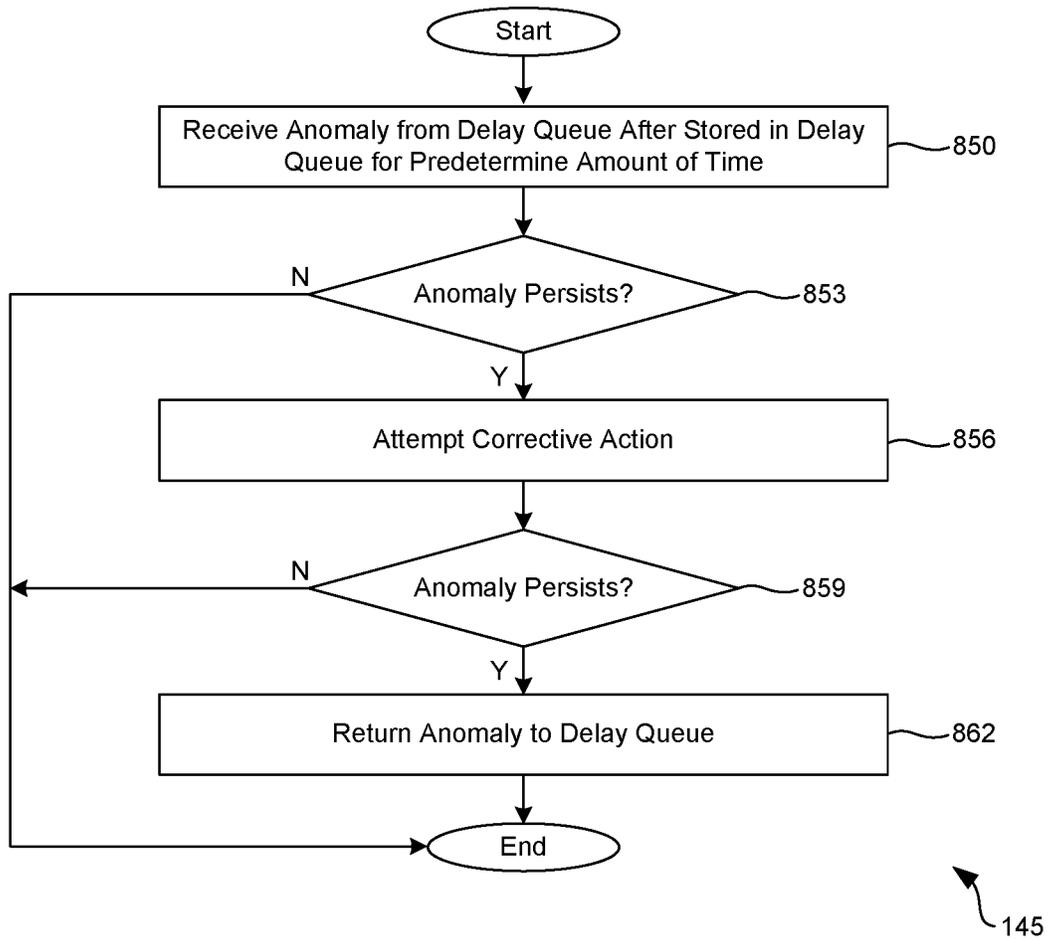 Start
Receive Anomaly from Delay Queue After Stored in Delay
Queue for Predetermine Amount of Time
850
N
Anomaly Persists?
853
Y
Attempt Corrective Action
856
N
Anomaly Persists?
859
Y
Return Anomaly to Delay Queue
862
End
145